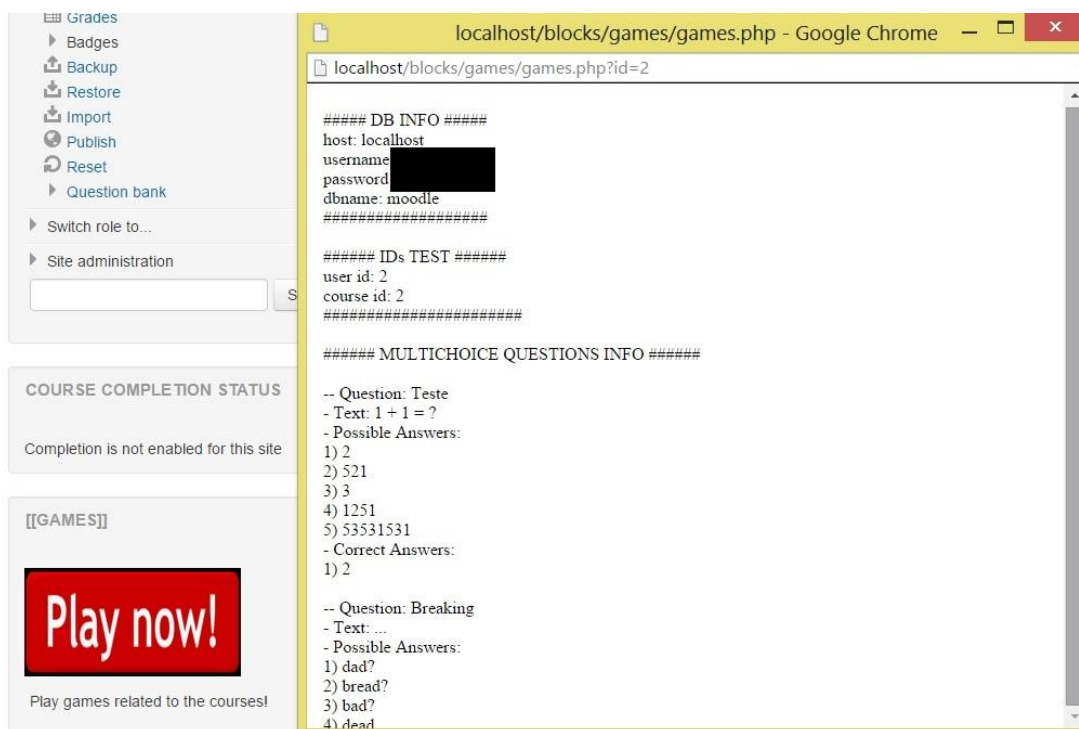 Grades
Badges
Backup
Restore
Import
Publish
Reset
Question bank
Switch role to...
Site administration
S
COURSE COMPLETION STATUS
Completion is not enabled for this site
[[GAMES]]
Play now!
Play games related to the courses!
localhost/blocks/games/games.php - Google Chrome
localhost/blocks/games/games.php?id=2
##### DB INFO #####
host: localhost
username
password
dbname: moodle
###################
###### IDs TEST ######
user id: 2
course id: 2
#######################
###### MULTICHOICE QUESTIONS INFO ######
-- Question: Teste
- Text: 1 + 1 = ?
- Possible Answers:
1) 2
2) 521
3) 3
4) 1251
5) 53531531
- Correct Answers:
1) 2
-- Question: Breaking
- Text: ...
- Possible Answers:
1) dad?
2) bread?
3) bad?
4) dead